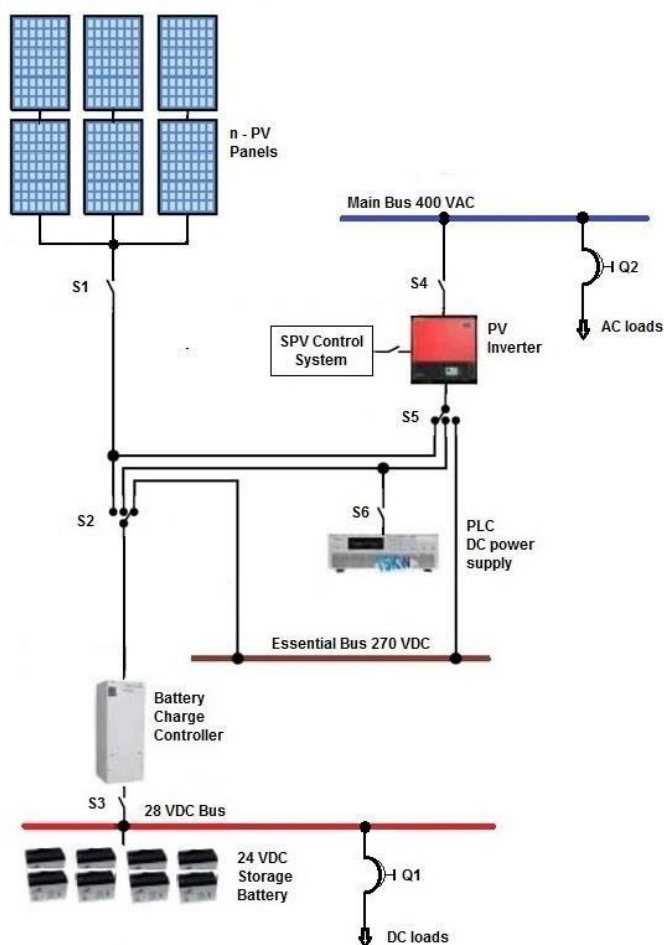 n - PV
Panels
Main Bus 400 VAC
S1
S4
Q2
SPV Control
System
PV
Inverter
AC loads
S5
S2
S6
PLC
DC power
supply
Essential Bus 270 VDC
Battery
Charge
Controller
S3
28 VDC Bus
24 VDC
Storage
Battery
Q1
DC loads